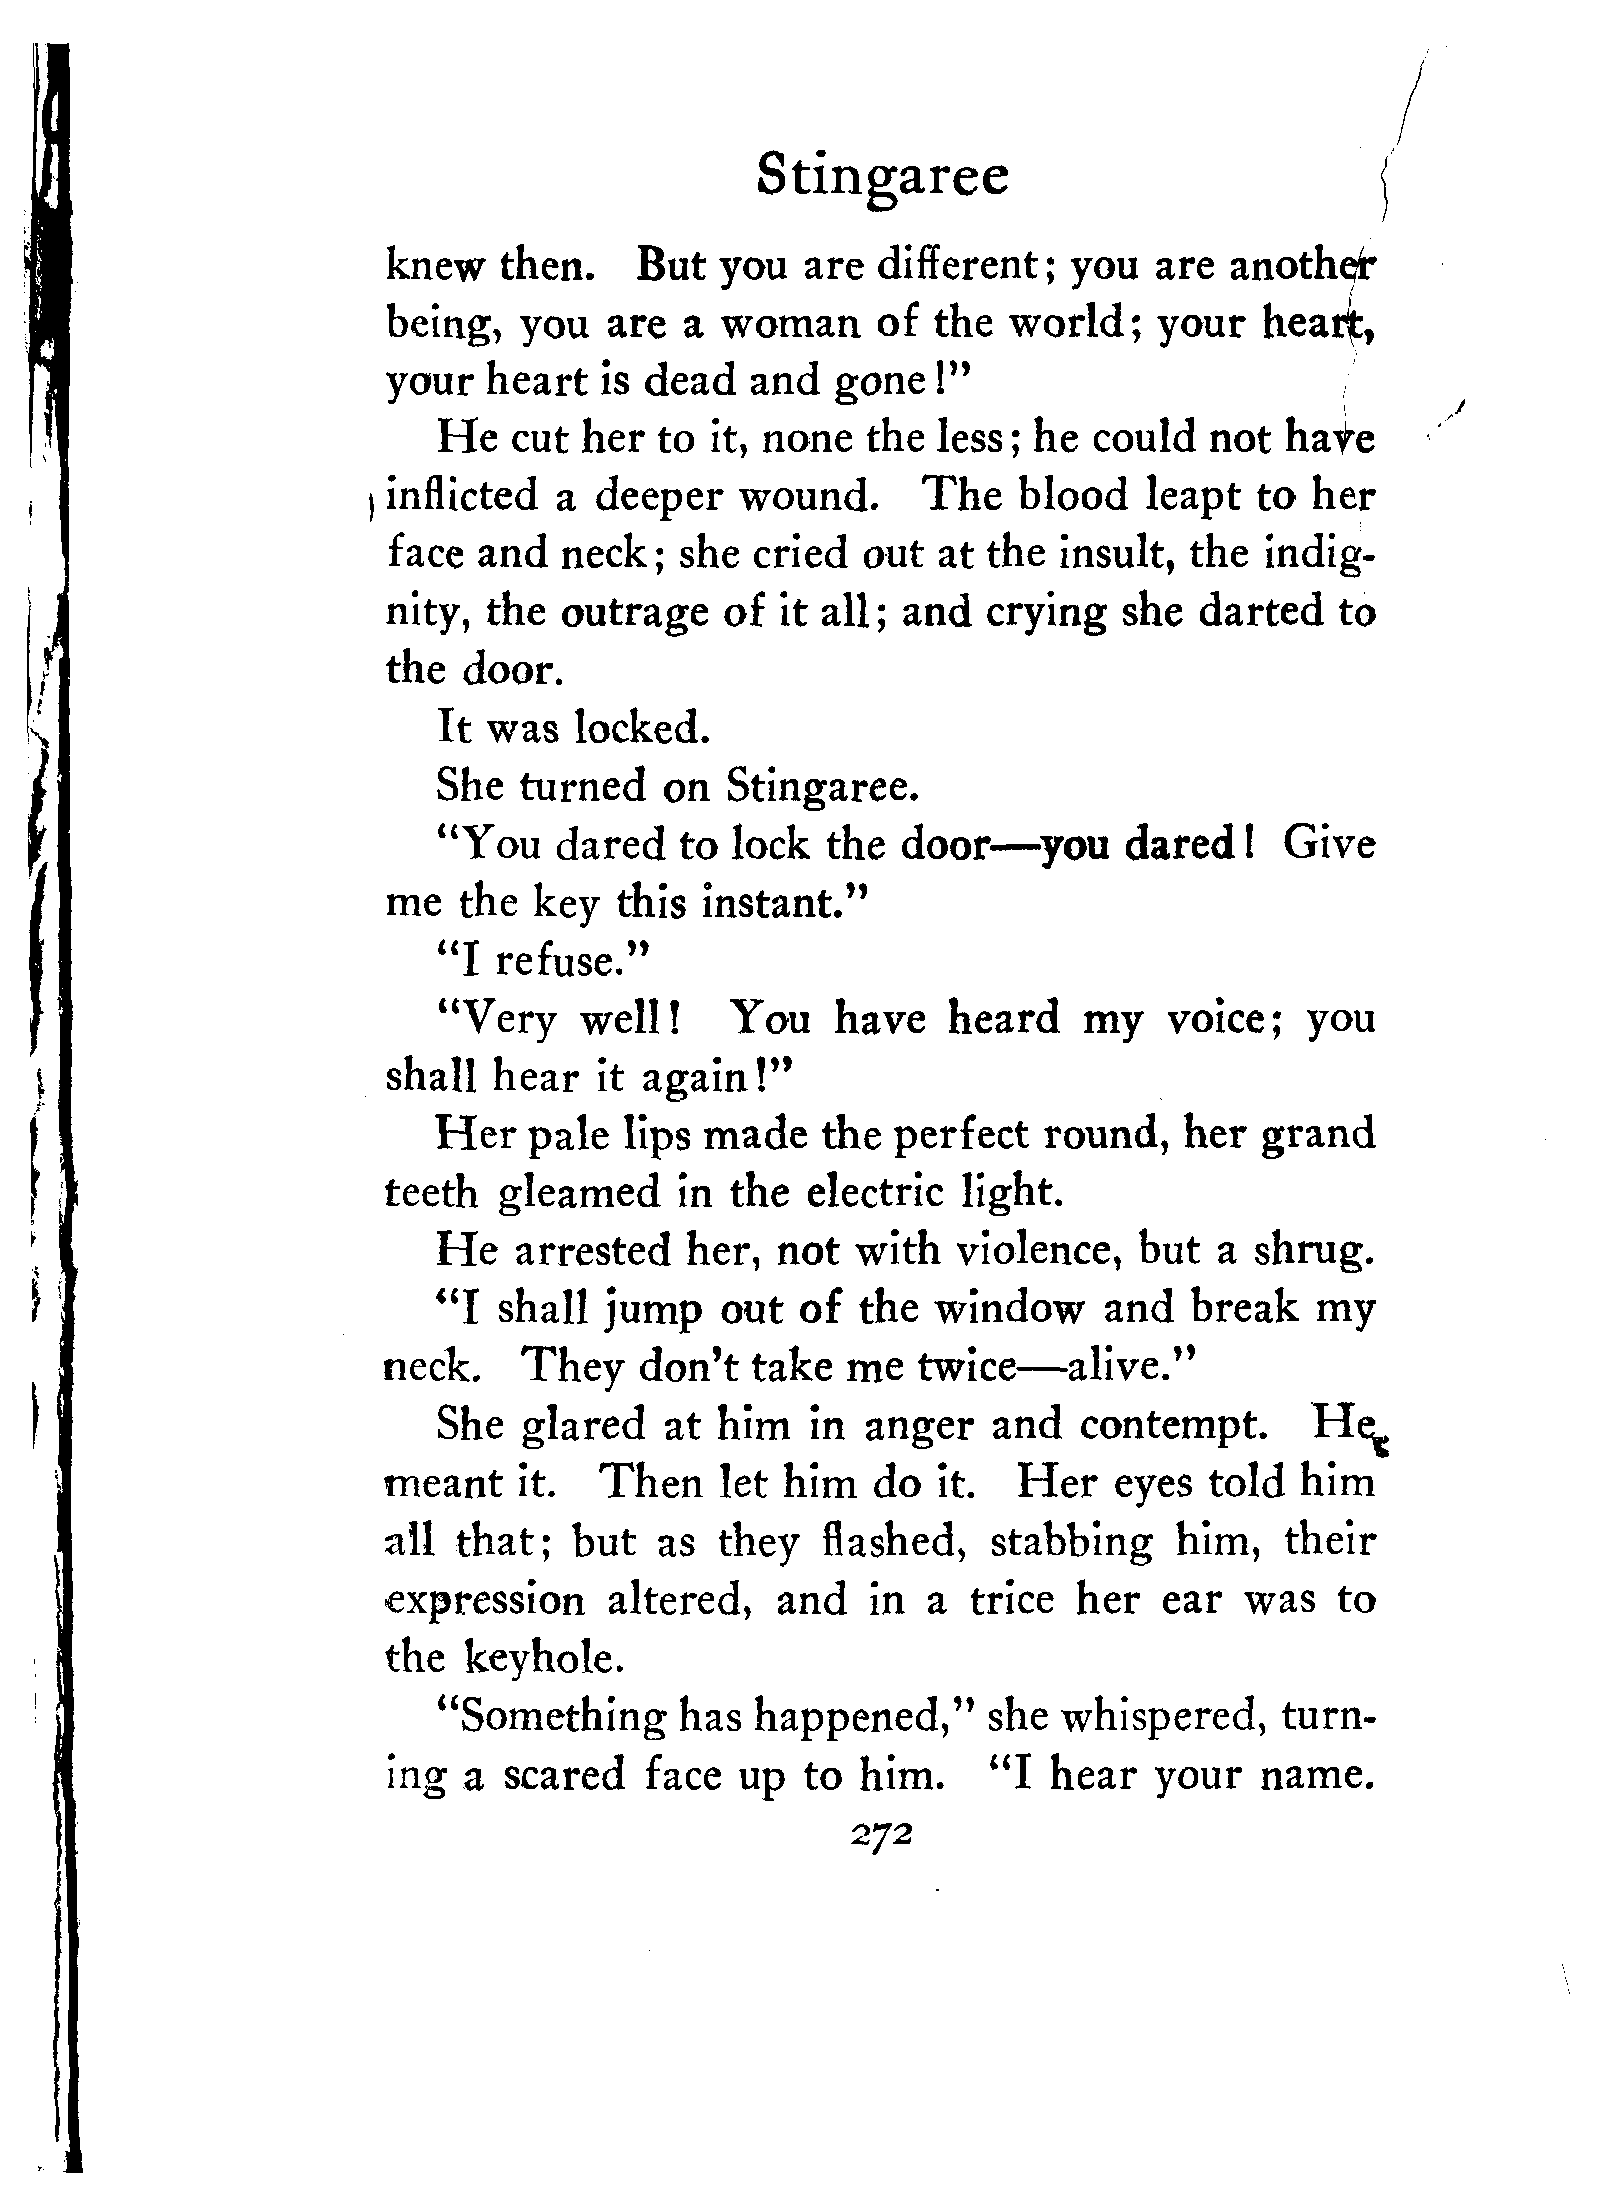 Stingaree
knew then. But you are different; you are another
being, you are a woman of the world; your heart,
your heart is dead and gone!"
He cut her to it, none the less; he could not have
inflicted a deeper wound. The blood leapt to her
face and neck; she cried out at the insult, the indig-
nity, the outrage of it all; and crying she darted to
the door.
It was locked.
She turned on Stingaree.
"You dared to lock the door—you dared! Give
me the key this instant."
"I refuse."
"Very well! You have heard my voice; you
shall hear it again!"
Her pale lips made the perfect round, her grand
teeth gleamed in the electric light.
He arrested her, not with violence, but a shrug.
"I shall jump out of the window and break my
neck. They don't take me twice—alive."
She glared at him in anger and contempt. He
meant it. Then let him do it. Her eyes told him
all that; but as they flashed, stabbing him, their
expression altered, and in a trice her ear was to
the keyhole.
"Something has happened," she whispered, turn-
ing a scared face up to him. "I hear your name.
272